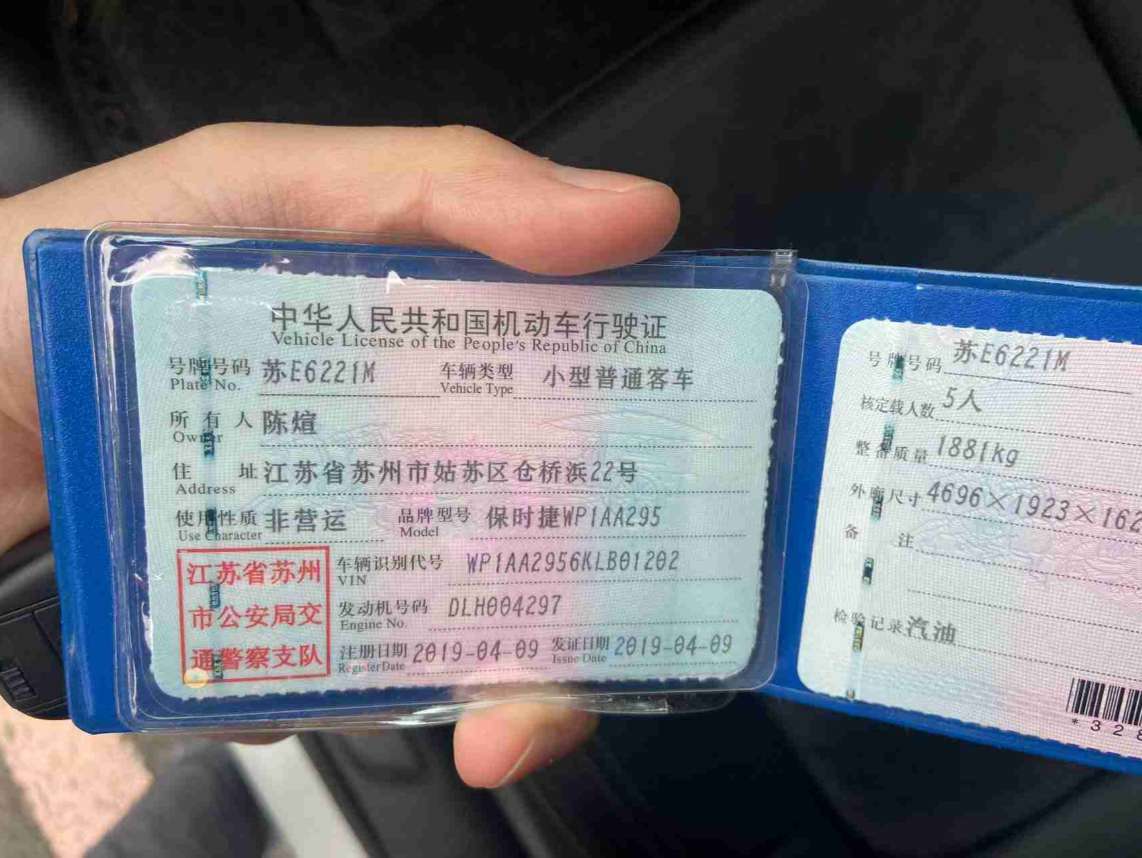 中华人民共和国机动车行驶证
Vehicle License of the People's Republic of China
号牌号码 苏E6221M 车辆类型 小型普通客车
Plate No. Vehicle Type
所有人 陈煊
Owner
住址 江苏省苏州市姑苏区仓桥浜22号
Address
使用性质 非营运 品牌型号 保时捷WP1AA295
Use Character Model
江苏省苏州
市公安局交
通警察支队
车辆识别代号 WP1AA2956KLB01202
VIN
发动机号码 DLH004297
Engine No.
注册日期 2019-04-09 发证日期 2019-04-09
Register Date Issue Date
号牌号码 苏E6221M
核定载人数 5人
整备质量 1881kg
外廓尺寸 4696×1923×162
备注
检验记录 汽油
*328